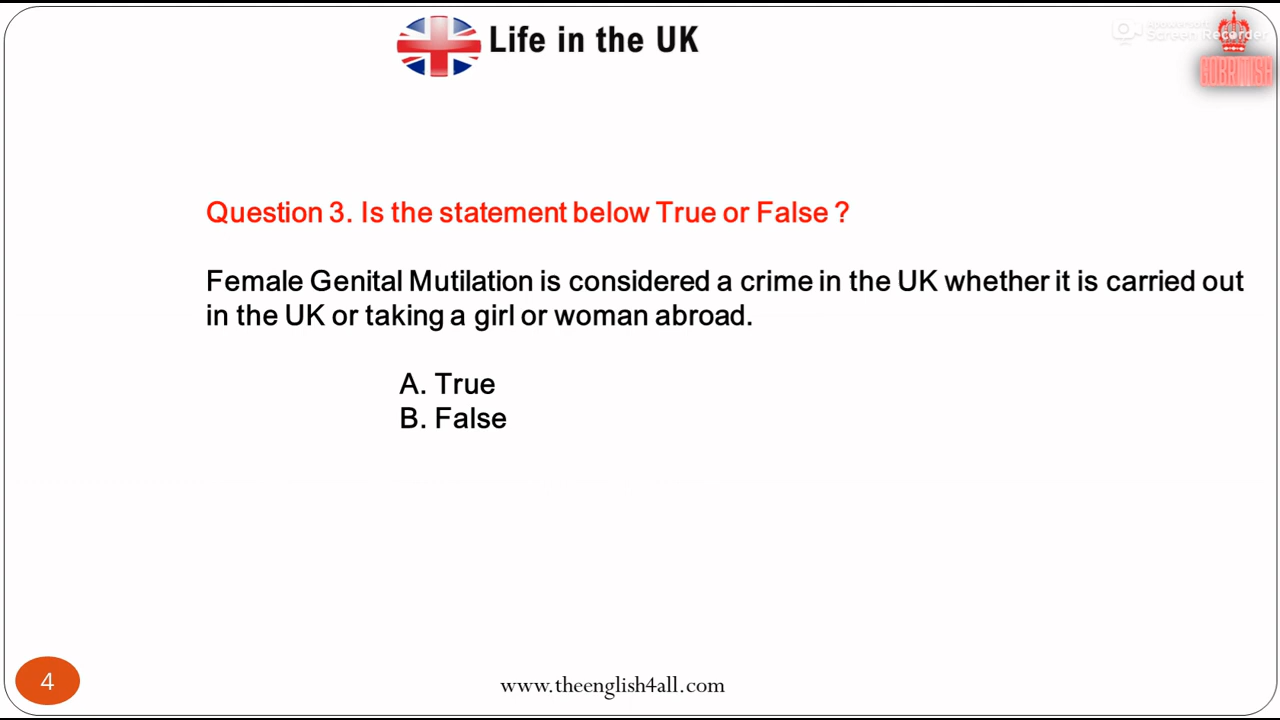 Life in the UK
ScreenRecorder
GOBRITISH
Question 3. Is the statement below True or False ?
Female Genital Mutilation is considered a crime in the UK whether it is carried out
in the UK or taking a girl or woman abroad.
A. True
B. False
4
www.theenglish4all.com